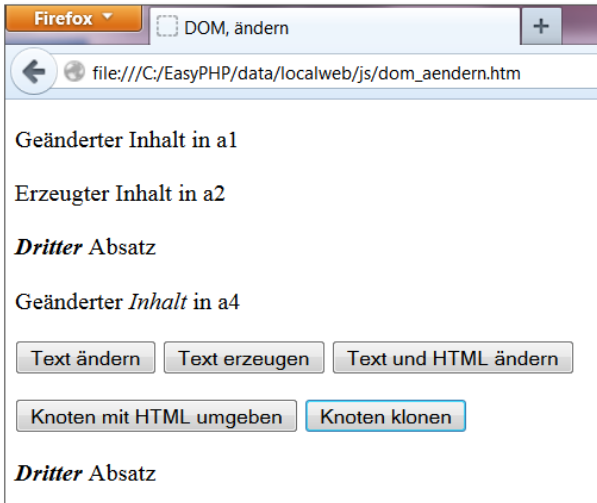 Firefox
DOM, ändern
file:///C:/EasyPHP/data/localweb/js/dom_aendern.htm
Geänderter Inhalt in a1
Erzeugter Inhalt in a2
Dritter Absatz
Geänderter Inhalt in a4
Text ändern Text erzeugen Text und HTML ändern
Knoten mit HTML umgeben Knoten klonen
Dritter Absatz